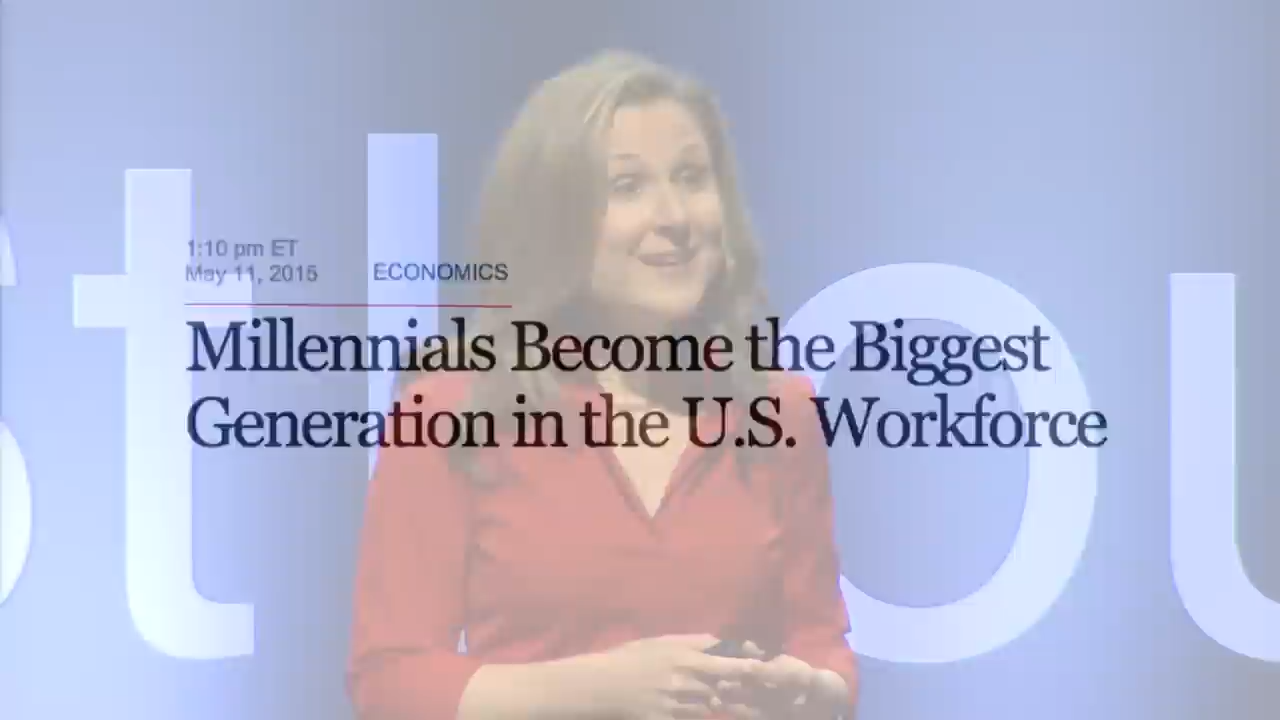 1:10 pm ET
May 11, 2015 ECONOMICS
Millennials Become the Biggest
Generation in the U.S. Workforce